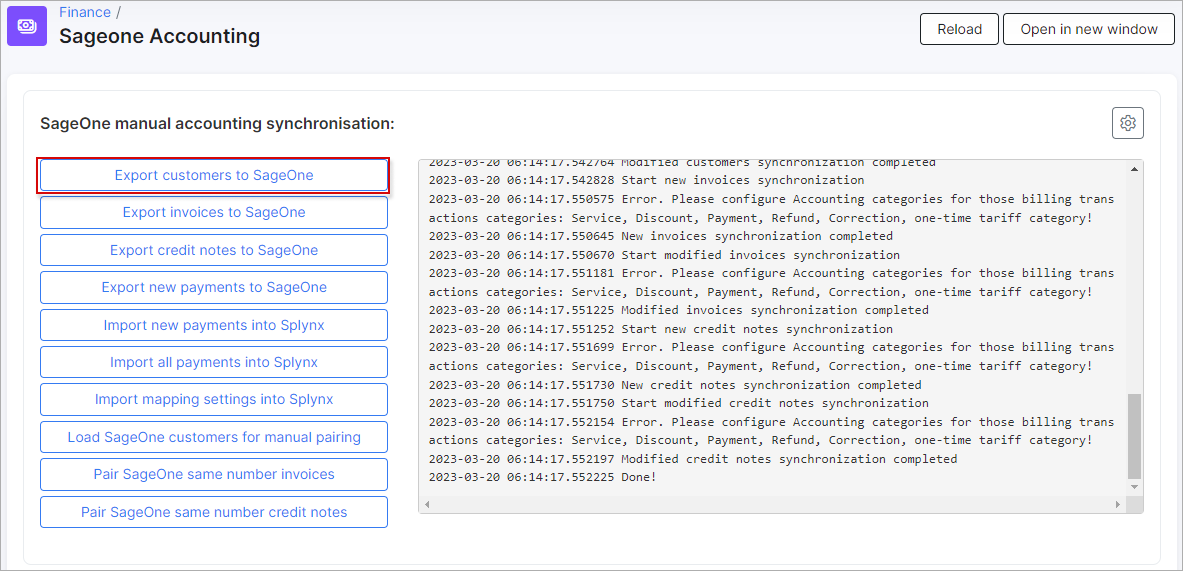 Finance /
Sageone Accounting
Reload
Open in new window
SageOne manual accounting synchronisation:
Export customers to SageOne
Export invoices to SageOne
Export credit notes to SageOne
Export new payments to SageOne
Import new payments into Splynx
Import all payments into Splynx
Import mapping settings into Splynx
Load SageOne customers for manual pairing
Pair SageOne same number invoices
Pair SageOne same number credit notes
2023-03-20 06:14:17.542764 Modified customers synchronization completed
2023-03-20 06:14:17.542828 Start new invoices synchronization
2023-03-20 06:14:17.550575 Error. Please configure Accounting categories for those billing trans
actions categories: Service, Discount, Payment, Refund, Correction, one-time tariff category!
2023-03-20 06:14:17.550645 New invoices synchronization completed
2023-03-20 06:14:17.550670 Start modified invoices synchronization
2023-03-20 06:14:17.551181 Error. Please configure Accounting categories for those billing trans
actions categories: Service, Discount, Payment, Refund, Correction, one-time tariff category!
2023-03-20 06:14:17.551225 Modified invoices synchronization completed
2023-03-20 06:14:17.551252 Start new credit notes synchronization
2023-03-20 06:14:17.551699 Error. Please configure Accounting categories for those billing trans
actions categories: Service, Discount, Payment, Refund, Correction, one-time tariff category!
2023-03-20 06:14:17.551730 New credit notes synchronization completed
2023-03-20 06:14:17.551750 Start modified credit notes synchronization
2023-03-20 06:14:17.552154 Error. Please configure Accounting categories for those billing trans
actions categories: Service, Discount, Payment, Refund, Correction, one-time tariff category!
2023-03-20 06:14:17.552197 Modified credit notes synchronization completed
2023-03-20 06:14:17.552225 Done!